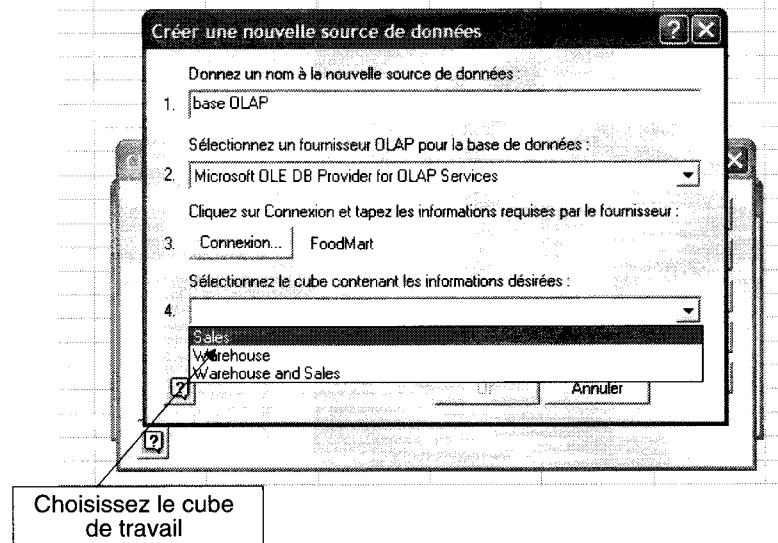 Créer une nouvelle source de données
Donnez un nom à la nouvelle source de données :
1. base OLAP
Sélectionnez un fournisseur OLAP pour la base de données :
2. Microsoft OLE DB Provider for OLAP Services
Cliquez sur Connexion et tapez les informations requises par le fournisseur :
3. Connexion... FoodMart
Sélectionnez le cube contenant les informations désirées :
4.
Sales
Warehouse
Warehouse and Sales
Annuler
Choisissez le cube
de travail